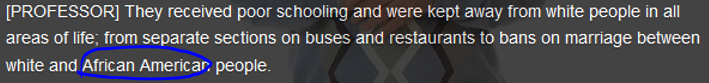 [PROFESSOR] They received poor schooling and were kept away from white people in all
areas of life; from separate sections on buses and restaurants to bans on marriage between
white and African American people.